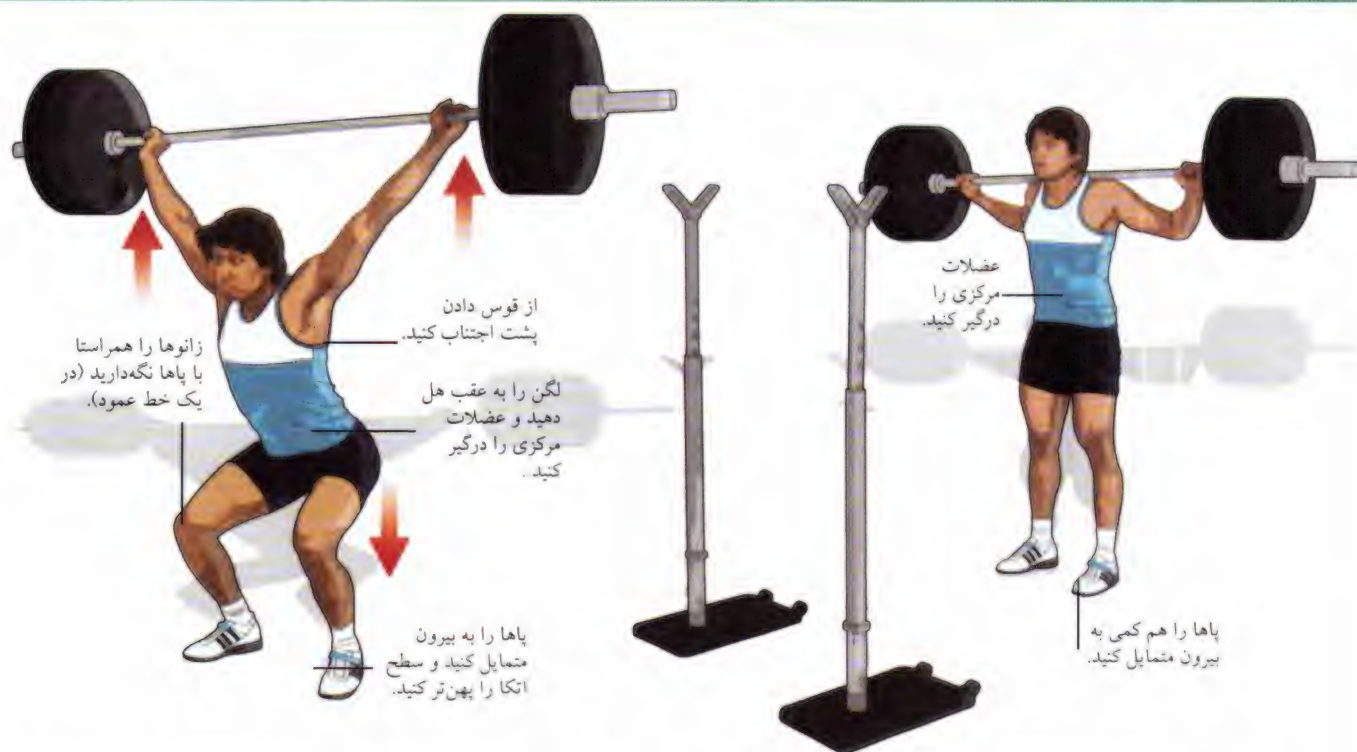 عضلات
مرکزی را
درگیر کنید.
پاها را هم کمی به
بیرون متمایل کنید.
از قوس دادن
پشت اجتناب کنید.
زانوها را همراستا
با پاها نگه‌دارید (در
یک خط عمود).
لگن را به عقب هل
دهید و عضلات
مرکزی را درگیر
کنید .
پاها را به بیرون
متمایل کنید و سطح
اتکا را پهن‌تر کنید.